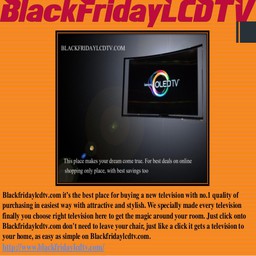 BlackFridayLCDTV
BLACKFRIDAYLCDTV.COM
OLED TV
This place makes your dream come true. For best deals on online
shopping only place, with best savings too
Blackfridaylcdtv.com it's the best place for buying a new television with no.1 quality of
purchasing in easiest way with attractive and stylish. We specially made every television
finally you choose right television here to get the magic around your room. Just click onto
Blackfridaylcdtv.com don't need to leave your chair, just like a click it gets a television to
your home, as easy as simple on Blackfridaylcdtv.com.
http://www.blackfridaylcdtv.com/